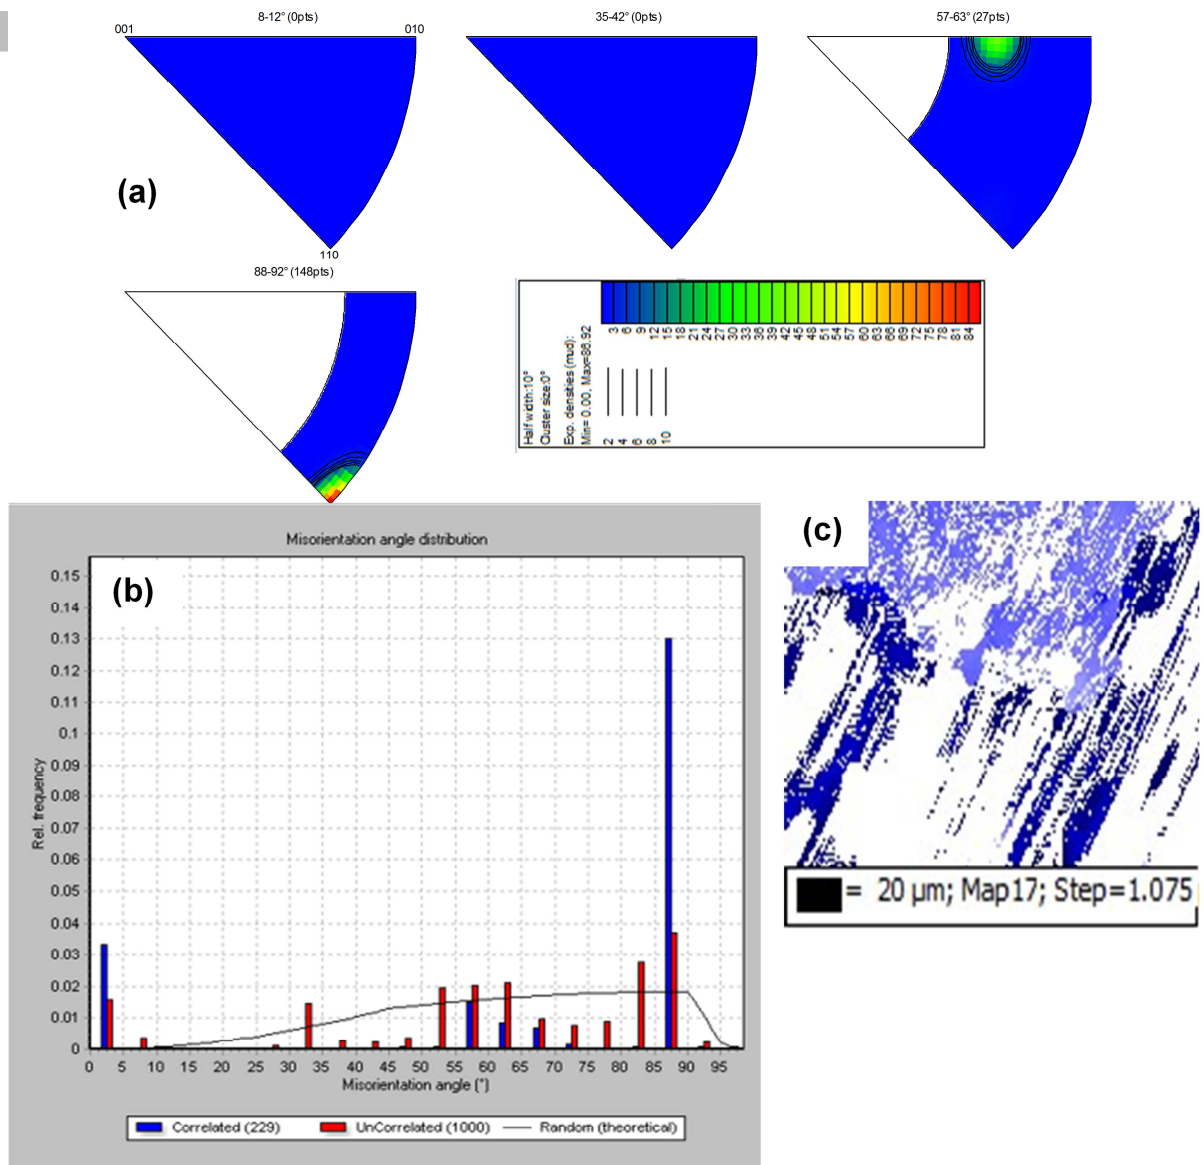 8-12° (0pts)
35-42° (0pts)
57-63° (27pts)
001
010
(a)
110
88-92° (148pts)
3 6 9 12 15 18 21 24 27 30 33 36 39 42 45 48 51 54 57 60 63 66 69 72 75 78 81 84
Half width:10°
Cluster size:0°
Exp. densities (mud):
Min= 0.00, Max=86.92
2 4 6 8 10
Misorientation angle distribution
(b)
0.15
0.14
0.13
0.12
0.11
0.1
0.09
0.08
0.07
0.06
0.05
0.04
0.03
0.02
0.01
0
Rel. frequency
0 5 10 15 20 25 30 35 40 45 50 55 60 65 70 75 80 85 90 95
Misorientation angle (°)
Correlated (229) UnCorrelated (1000) Random (theoretical)
(c)
= 20 µm; Map17; Step=1.075